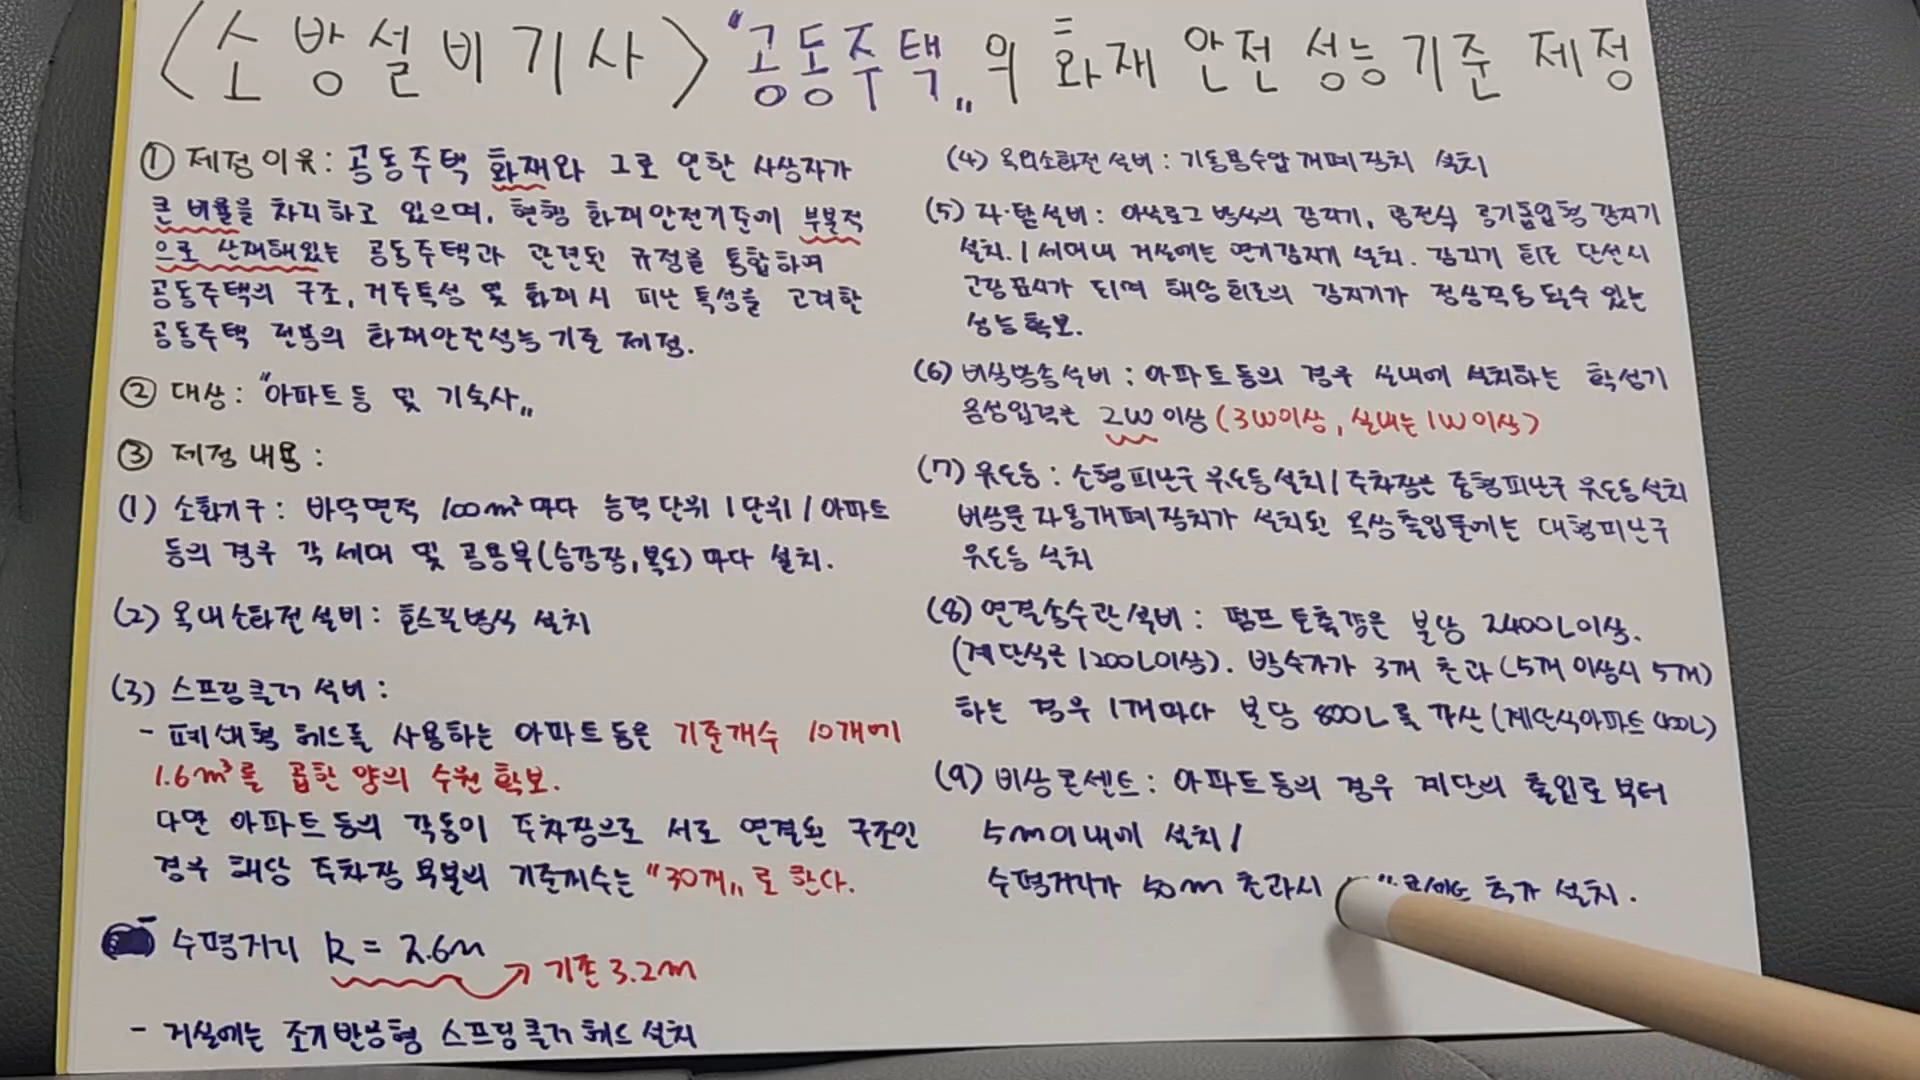 <소방설비기사> "공동주택"의 화재안전성능기준 제정
① 제정이유: 공동주택 화재와 그로 인한 사상자가
큰 비율을 차지하고 있으며, 현행 화재안전기준에 부분적
으로 산재해있는 공동주택과 관련된 규정을 통합하여
공동주택의 구조, 거주특성 및 화재시 피난특성을 고려한
공동주택 전용의 화재안전성능기준 제정.
② 대상: "아파트등 및 기숙사"
③ 제정 내용:
(1) 소화기구: 바닥면적 100m²마다 능력단위 1단위 / 아파트
등의 경우 각 세대 및 공용부(승강장,복도)마다 설치.
(2) 옥내소화전설비: 호스릴방식 설치
(3) 스프링클러설비:
- 폐쇄형 헤드를 사용하는 아파트등은 기준개수 10개에
1.6m³를 곱한 양의 수원 확보.
다만 아파트등의 각동이 주차장으로 서로 연결된 구조인
경우 해당 주차장 부분의 기준개수는 "30개"로 한다.
- 수평거리 R = 2.6m
→ 기존 3.2m
- 거실에는 조기반응형 스프링클러헤드 설치
(4) 옥외소화전설비: 기동용수압개폐장치 설치
(5) 자·탐설비: 아날로그방식의 감지기, 광전식 공기흡입형 감지기
설치. / 세대내 거실에는 연기감지기 설치. 감지기 회로 단선시
고장표시가 되며 해당 회로의 감지기가 정상작동될수 있는
성능확보.
(6) 비상방송설비: 아파트등의 경우 실내에 설치하는 확성기
음성입력은 2W이상 (3W이상, 실내는 1W이상)
(7) 유도등: 소형피난구 유도등설치 / 주차장은 중형피난구 유도등설치
비상문자동개폐장치가 설치된 옥상출입문에는 대형피난구
유도등 설치
(8) 연결송수관설비: 펌프 토출량은 분당 2400L이상.
(계단식은 1200L이상). 방수구가 3개 초과(5개 이상시 5개)
하는 경우 1개마다 분당 800L를 가산(계단식아파트 400L)
(9) 비상콘센트: 아파트등의 경우 계단의 출입로부터
5m이내에 설치 /
수평거리가 50m 초과시 추가 설치.